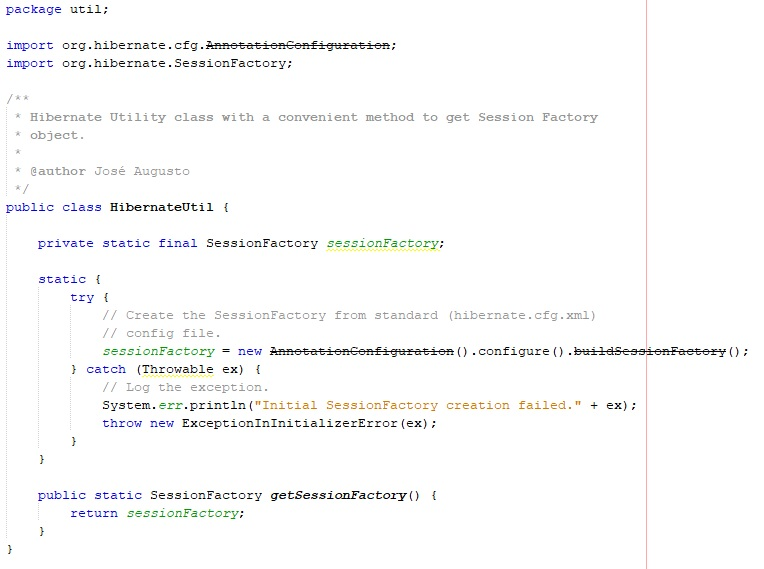 package util;

import org.hibernate.cfg.AnnotationConfiguration;
import org.hibernate.SessionFactory;

/**
 * Hibernate Utility class with a convenient method to get Session Factory
 * object.
 *
 * @author José Augusto
 */
public class HibernateUtil {

    private static final SessionFactory sessionFactory;

    static {
        try {
            // Create the SessionFactory from standard (hibernate.cfg.xml)
            // config file.
            sessionFactory = new AnnotationConfiguration().configure().buildSessionFactory();
        } catch (Throwable ex) {
            // Log the exception.
            System.err.println("Initial SessionFactory creation failed." + ex);
            throw new ExceptionInInitializerError(ex);
        }
    }

    public static SessionFactory getSessionFactory() {
        return sessionFactory;
    }
}